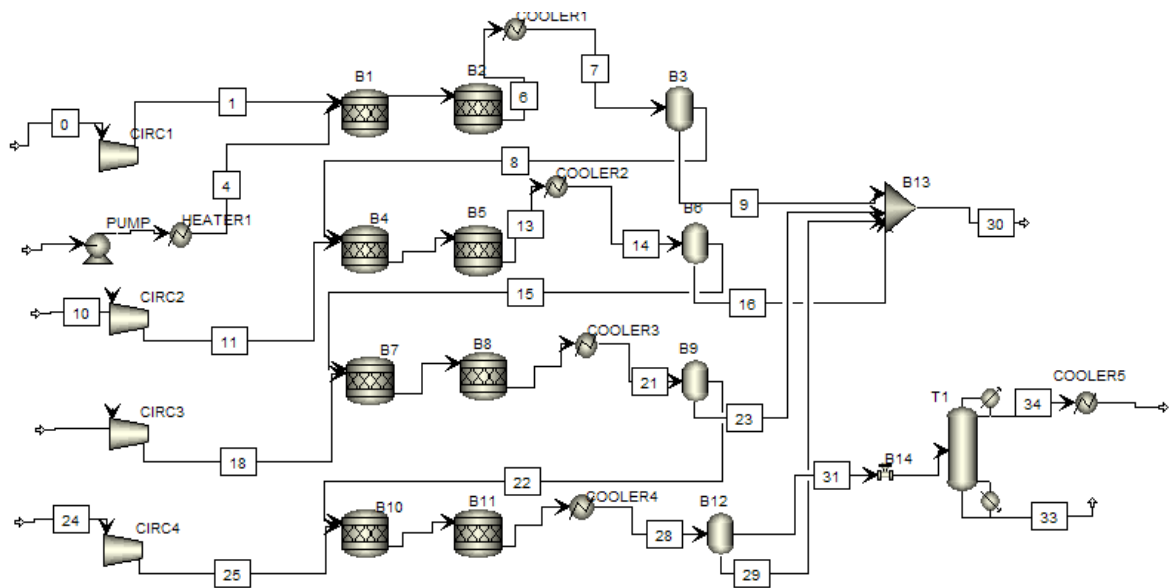 COOLER1
7
B3
B1
B2
6
0
1
CIRC1
4
8
COOLER2
9
B13
30
PUMP
HEATER1
B4
B5
13
14
B6
10
CIRC2
11
15
16
COOLER3
B7
B8
21
B9
23
CIRC3
18
COOLER5
T1
34
B14
31
33
22
COOLER4
24
CIRC4
B10
B11
28
B12
25
29